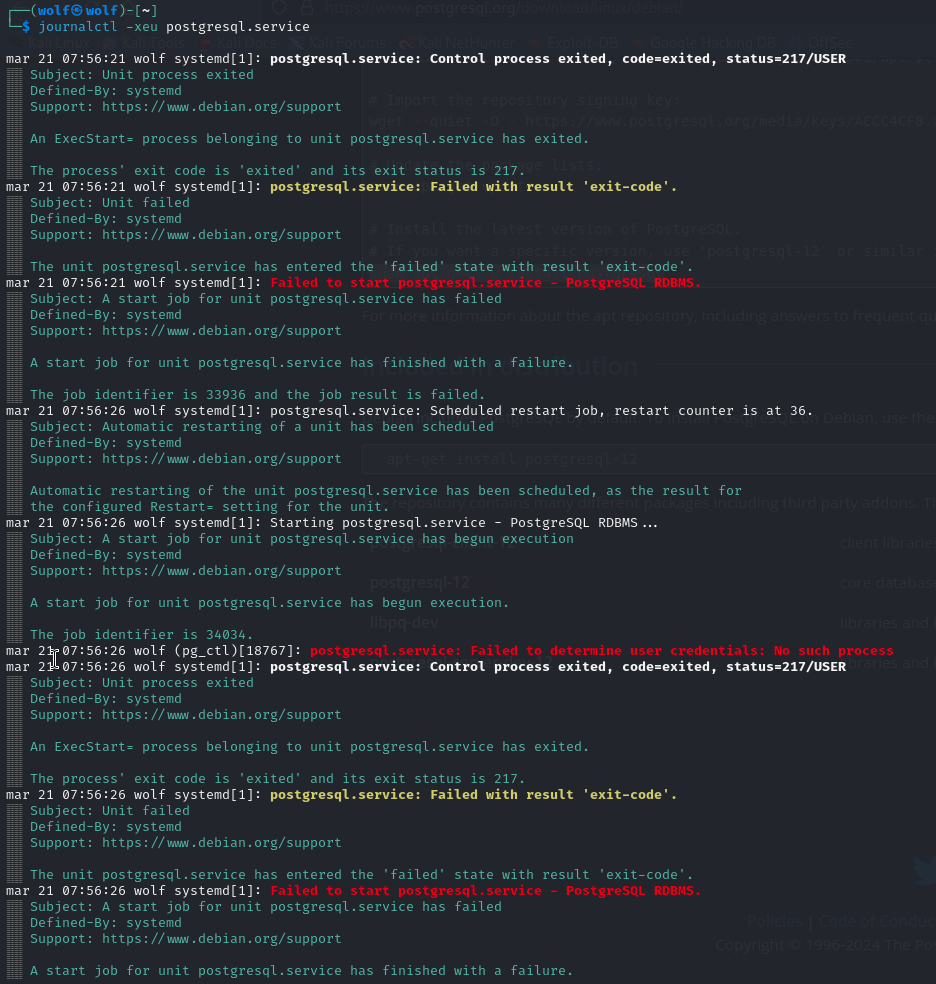 ┌──(wolf㉿wolf)-[~]
└─$ journalctl -xeu postgresql.service
mar 21 07:56:21 wolf systemd[1]: postgresql.service: Control process exited, code=exited, status=217/USER
░░ Subject: Unit process exited
░░ Defined-By: systemd
░░ Support: https://www.debian.org/support
░░ An ExecStart= process belonging to unit postgresql.service has exited.
░░ The process' exit code is 'exited' and its exit status is 217.
mar 21 07:56:21 wolf systemd[1]: postgresql.service: Failed with result 'exit-code'.
░░ Subject: Unit failed
░░ Defined-By: systemd
░░ Support: https://www.debian.org/support
░░ The unit postgresql.service has entered the 'failed' state with result 'exit-code'.
mar 21 07:56:21 wolf systemd[1]: Failed to start postgresql.service - PostgreSQL RDBMS.
░░ Subject: A start job for unit postgresql.service has failed
░░ Defined-By: systemd
░░ Support: https://www.debian.org/support
░░ A start job for unit postgresql.service has finished with a failure.
░░ The job identifier is 33936 and the job result is failed.
mar 21 07:56:26 wolf systemd[1]: postgresql.service: Scheduled restart job, restart counter is at 36.
░░ Subject: Automatic restarting of a unit has been scheduled
░░ Defined-By: systemd
░░ Support: https://www.debian.org/support
░░ Automatic restarting of the unit postgresql.service has been scheduled, as the result for
░░ the configured Restart= setting for the unit.
mar 21 07:56:26 wolf systemd[1]: Starting postgresql.service - PostgreSQL RDBMS...
░░ Subject: A start job for unit postgresql.service has begun execution
░░ Defined-By: systemd
░░ Support: https://www.debian.org/support
░░ A start job for unit postgresql.service has begun execution.
░░ The job identifier is 34034.
mar 21 07:56:26 wolf (pg_ctl)[18767]: postgresql.service: Failed to determine user credentials: No such process
mar 21 07:56:26 wolf systemd[1]: postgresql.service: Control process exited, code=exited, status=217/USER
░░ Subject: Unit process exited
░░ Defined-By: systemd
░░ Support: https://www.debian.org/support
░░ An ExecStart= process belonging to unit postgresql.service has exited.
░░ The process' exit code is 'exited' and its exit status is 217.
mar 21 07:56:26 wolf systemd[1]: postgresql.service: Failed with result 'exit-code'.
░░ Subject: Unit failed
░░ Defined-By: systemd
░░ Support: https://www.debian.org/support
░░ The unit postgresql.service has entered the 'failed' state with result 'exit-code'.
mar 21 07:56:26 wolf systemd[1]: Failed to start postgresql.service - PostgreSQL RDBMS.
░░ Subject: A start job for unit postgresql.service has failed
░░ Defined-By: systemd
░░ Support: https://www.debian.org/support
░░ A start job for unit postgresql.service has finished with a failure.